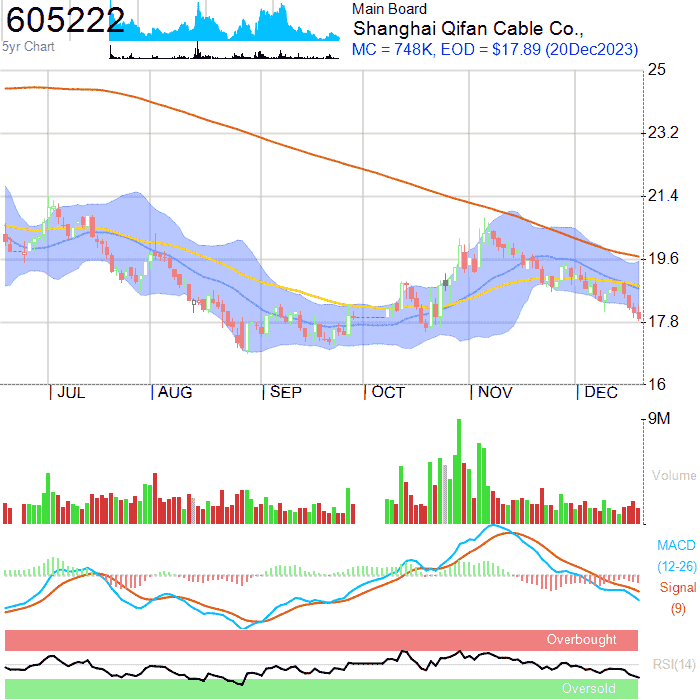 605222
5yr Chart
Main Board
Shanghai Qifan Cable Co.,
MC = 748K, EOD = $17.89 (20Dec2023)
25
23.2
21.4
19.6
17.8
16
JUL AUG SEP OCT NOV DEC
9M
Volume
MACD
(12-26)
Signal
(9)
Overbought
RSI(14)
Oversold